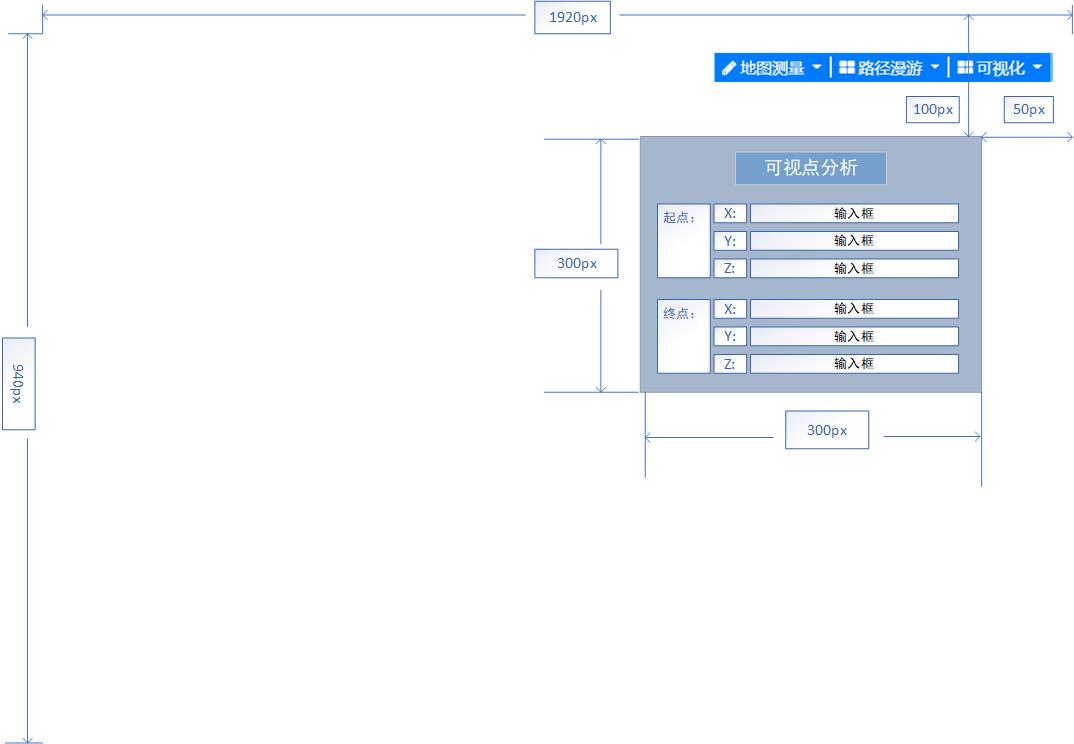 1920px
地图测量 路径漫游 可视化
100px 50px
可视点分析
起点： X: 输入框
Y: 输入框
Z: 输入框
300px
终点： X: 输入框
Y: 输入框
Z: 输入框
940px
300px